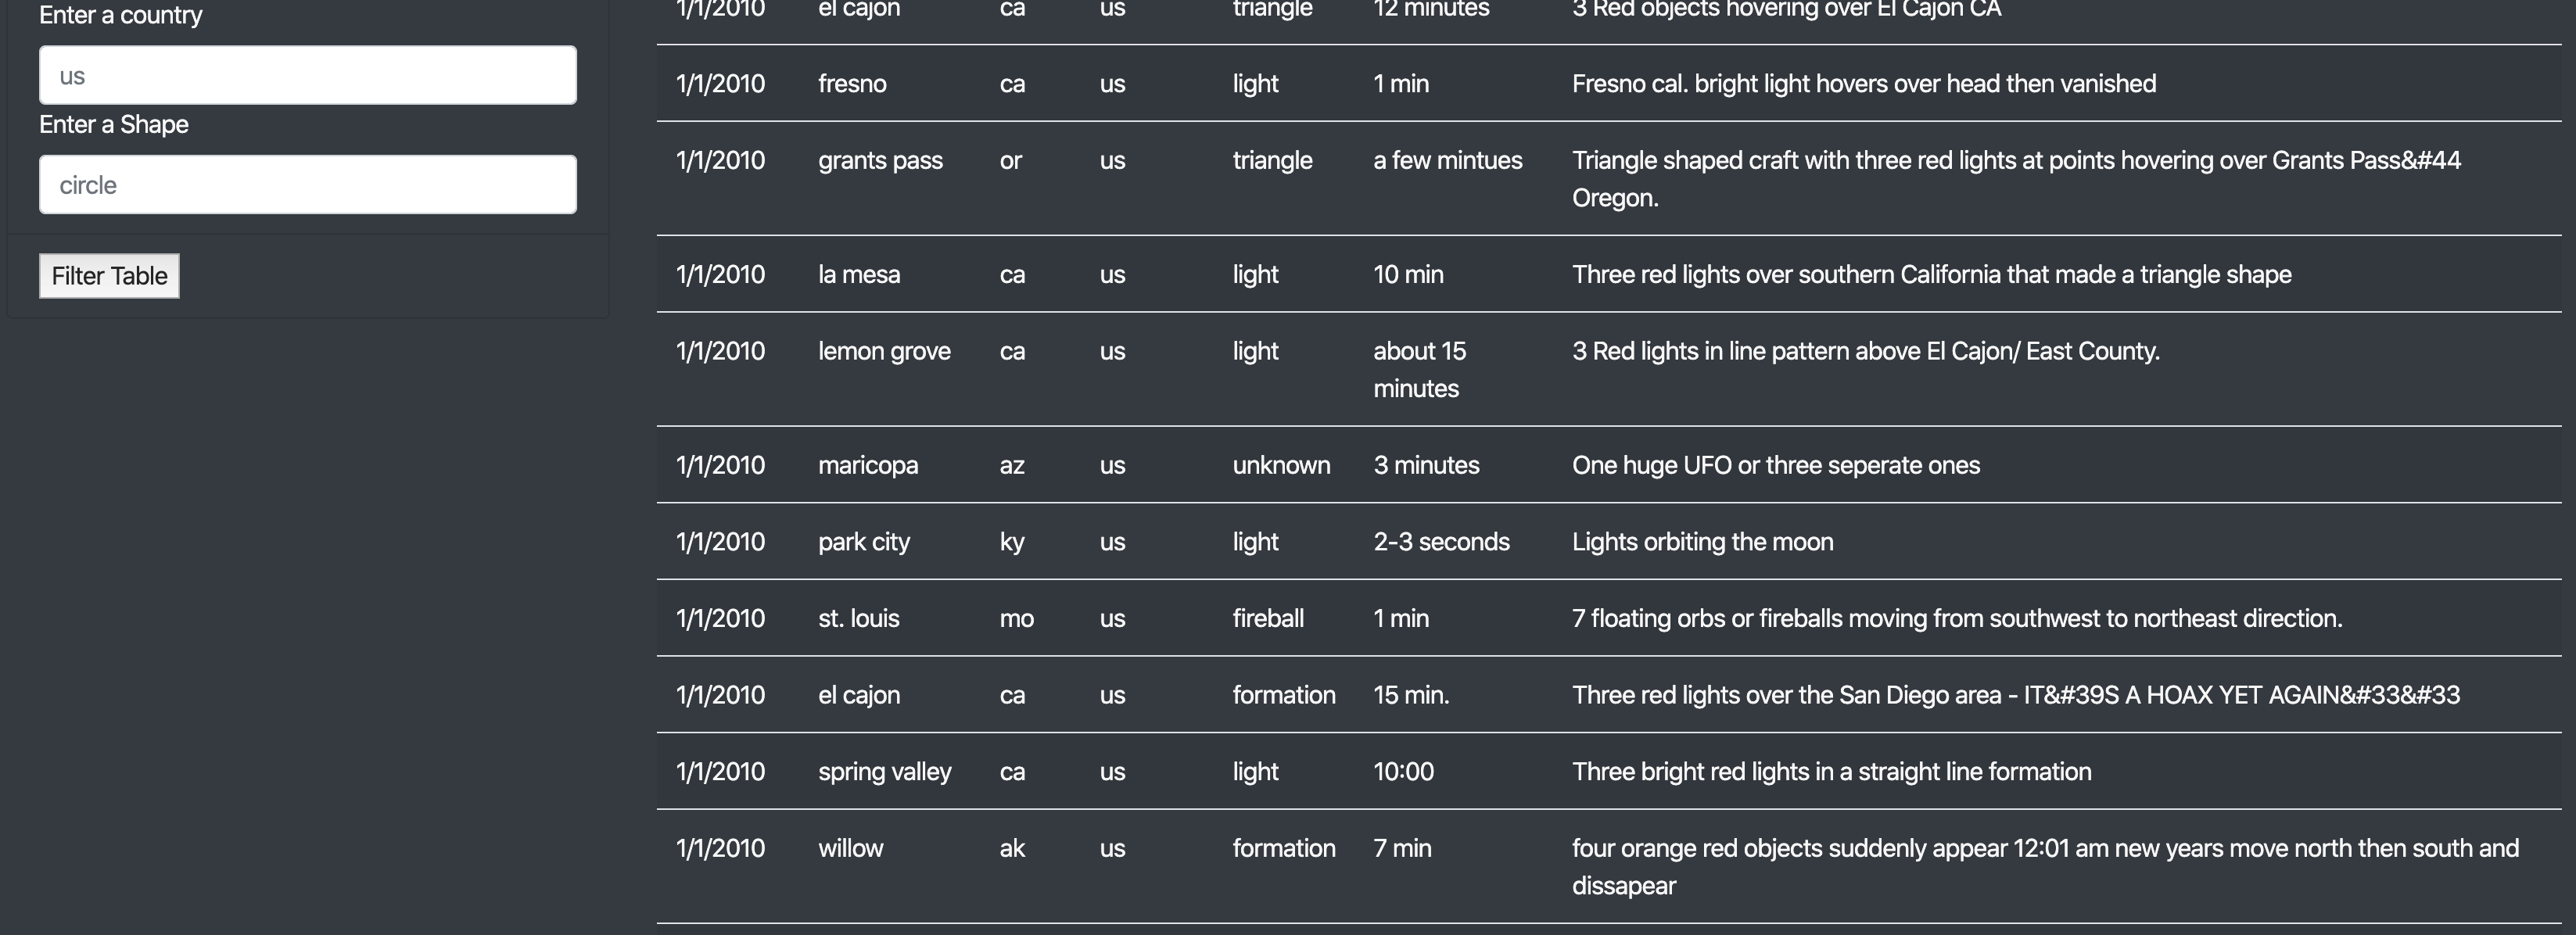 Enter a country
us
Enter a Shape
circle
Filter Table
1/1/2010 el cajon ca us triangle 12 minutes 3 Red objects hovering over El Cajon CA
1/1/2010 fresno ca us light 1 min Fresno cal. bright light hovers over head then vanished
1/1/2010 grants pass or us triangle a few mintues Triangle shaped craft with three red lights at points hovering over Grants Pass&#44
Oregon.
1/1/2010 la mesa ca us light 10 min Three red lights over southern California that made a triangle shape
1/1/2010 lemon grove ca us light about 15 3 Red lights in line pattern above El Cajon/ East County.
minutes
1/1/2010 maricopa az us unknown 3 minutes One huge UFO or three seperate ones
1/1/2010 park city ky us light 2-3 seconds Lights orbiting the moon
1/1/2010 st. louis mo us fireball 1 min 7 floating orbs or fireballs moving from southwest to northeast direction.
1/1/2010 el cajon ca us formation 15 min. Three red lights over the San Diego area - IT&#39S A HOAX YET AGAIN&#33&#33
1/1/2010 spring valley ca us light 10:00 Three bright red lights in a straight line formation
1/1/2010 willow ak us formation 7 min four orange red objects suddenly appear 12:01 am new years move north then south and
dissapear